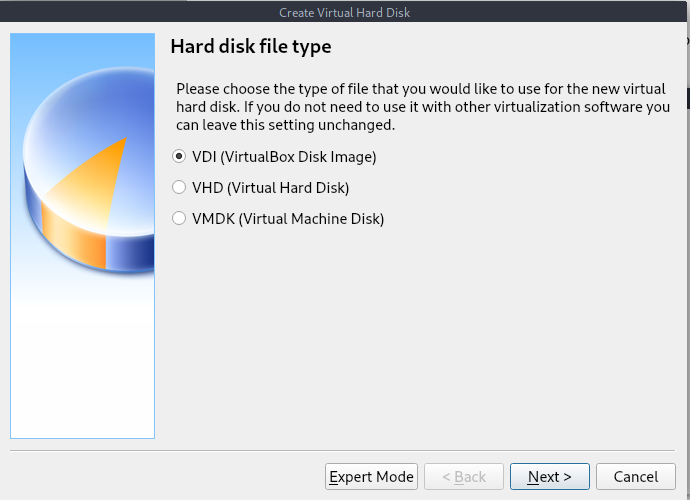 Create Virtual Hard Disk
Hard disk file type
Please choose the type of file that you would like to use for the new virtual
hard disk. If you do not need to use it with other virtualization software you
can leave this setting unchanged.
VDI (VirtualBox Disk Image)
VHD (Virtual Hard Disk)
VMDK (Virtual Machine Disk)
Expert Mode
< Back
Next >
Cancel